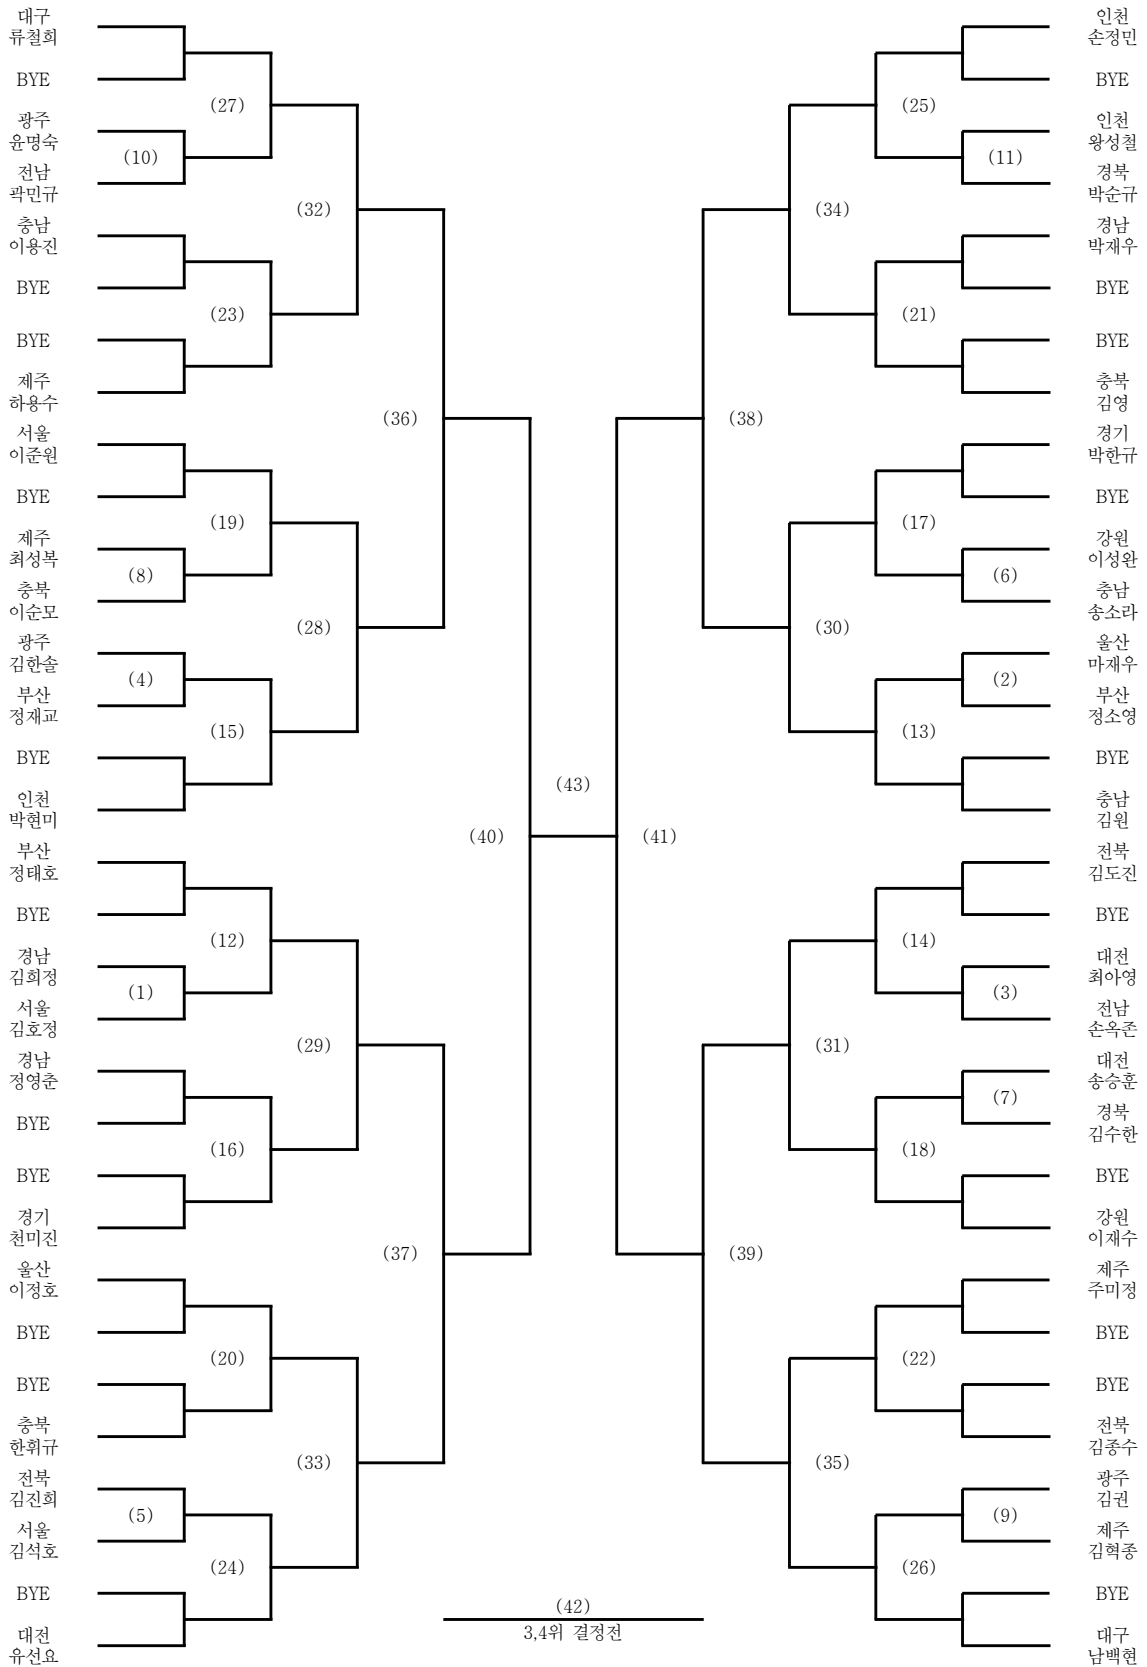 대구
류철희
BYE
(27)
광주
윤명숙
(10)
전남
곽민규
(32)
충남
이용진
BYE
(23)
BYE
제주
하용수
(36)
서울
이준원
BYE
(19)
제주
최성복
(8)
충북
이순모
(28)
광주
김한솔
(4)
부산
정재교
(15)
BYE
인천
박현미
(40)
부산
정태호
BYE
(12)
경남
김희정
(1)
서울
김호정
(29)
경남
정영춘
BYE
(16)
BYE
경기
천미진
(37)
울산
이정호
BYE
(20)
BYE
충북
한휘규
(33)
전북
김진희
(5)
서울
김석호
(24)
BYE
대전
유선요
(43)
(42)
3,4위 결정전
인천
손정민
BYE
(25)
인천
왕성철
(11)
경북
박순규
(34)
경남
박재우
BYE
(21)
BYE
충북
김영
(38)
경기
박한규
BYE
(17)
강원
이성완
(6)
충남
송소라
(30)
울산
마재우
(2)
부산
정소영
(13)
BYE
충남
김원
(41)
전북
김도진
BYE
(14)
대전
최아영
(3)
전남
손옥존
(31)
대전
송승훈
(7)
경북
김수한
(18)
BYE
강원
이재수
(39)
제주
주미정
BYE
(22)
BYE
전북
김종수
(35)
광주
김권
(9)
제주
김혁종
(26)
BYE
대구
남백현